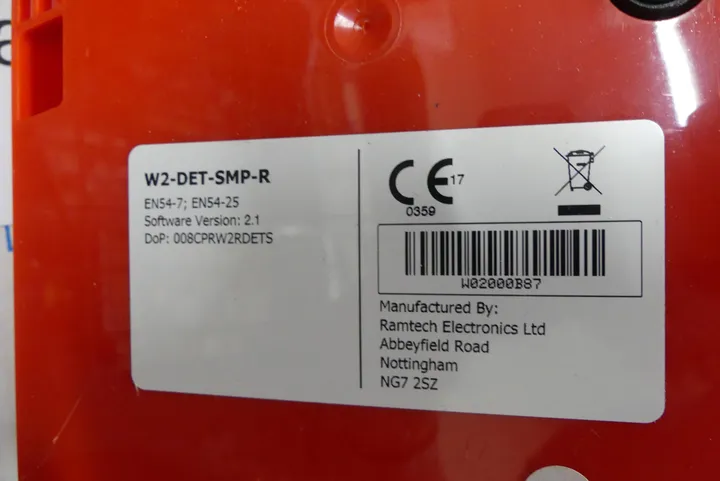 W2-DET-SMP-R
EN54-7; EN54-25
Software Version: 2.1
DoP: 008CPRW2RDETS
CE 17
0359
W02000B87
Manufactured By:
Ramtech Electronics Ltd
Abbeyfield Road
Nottingham
NG7 2SZ